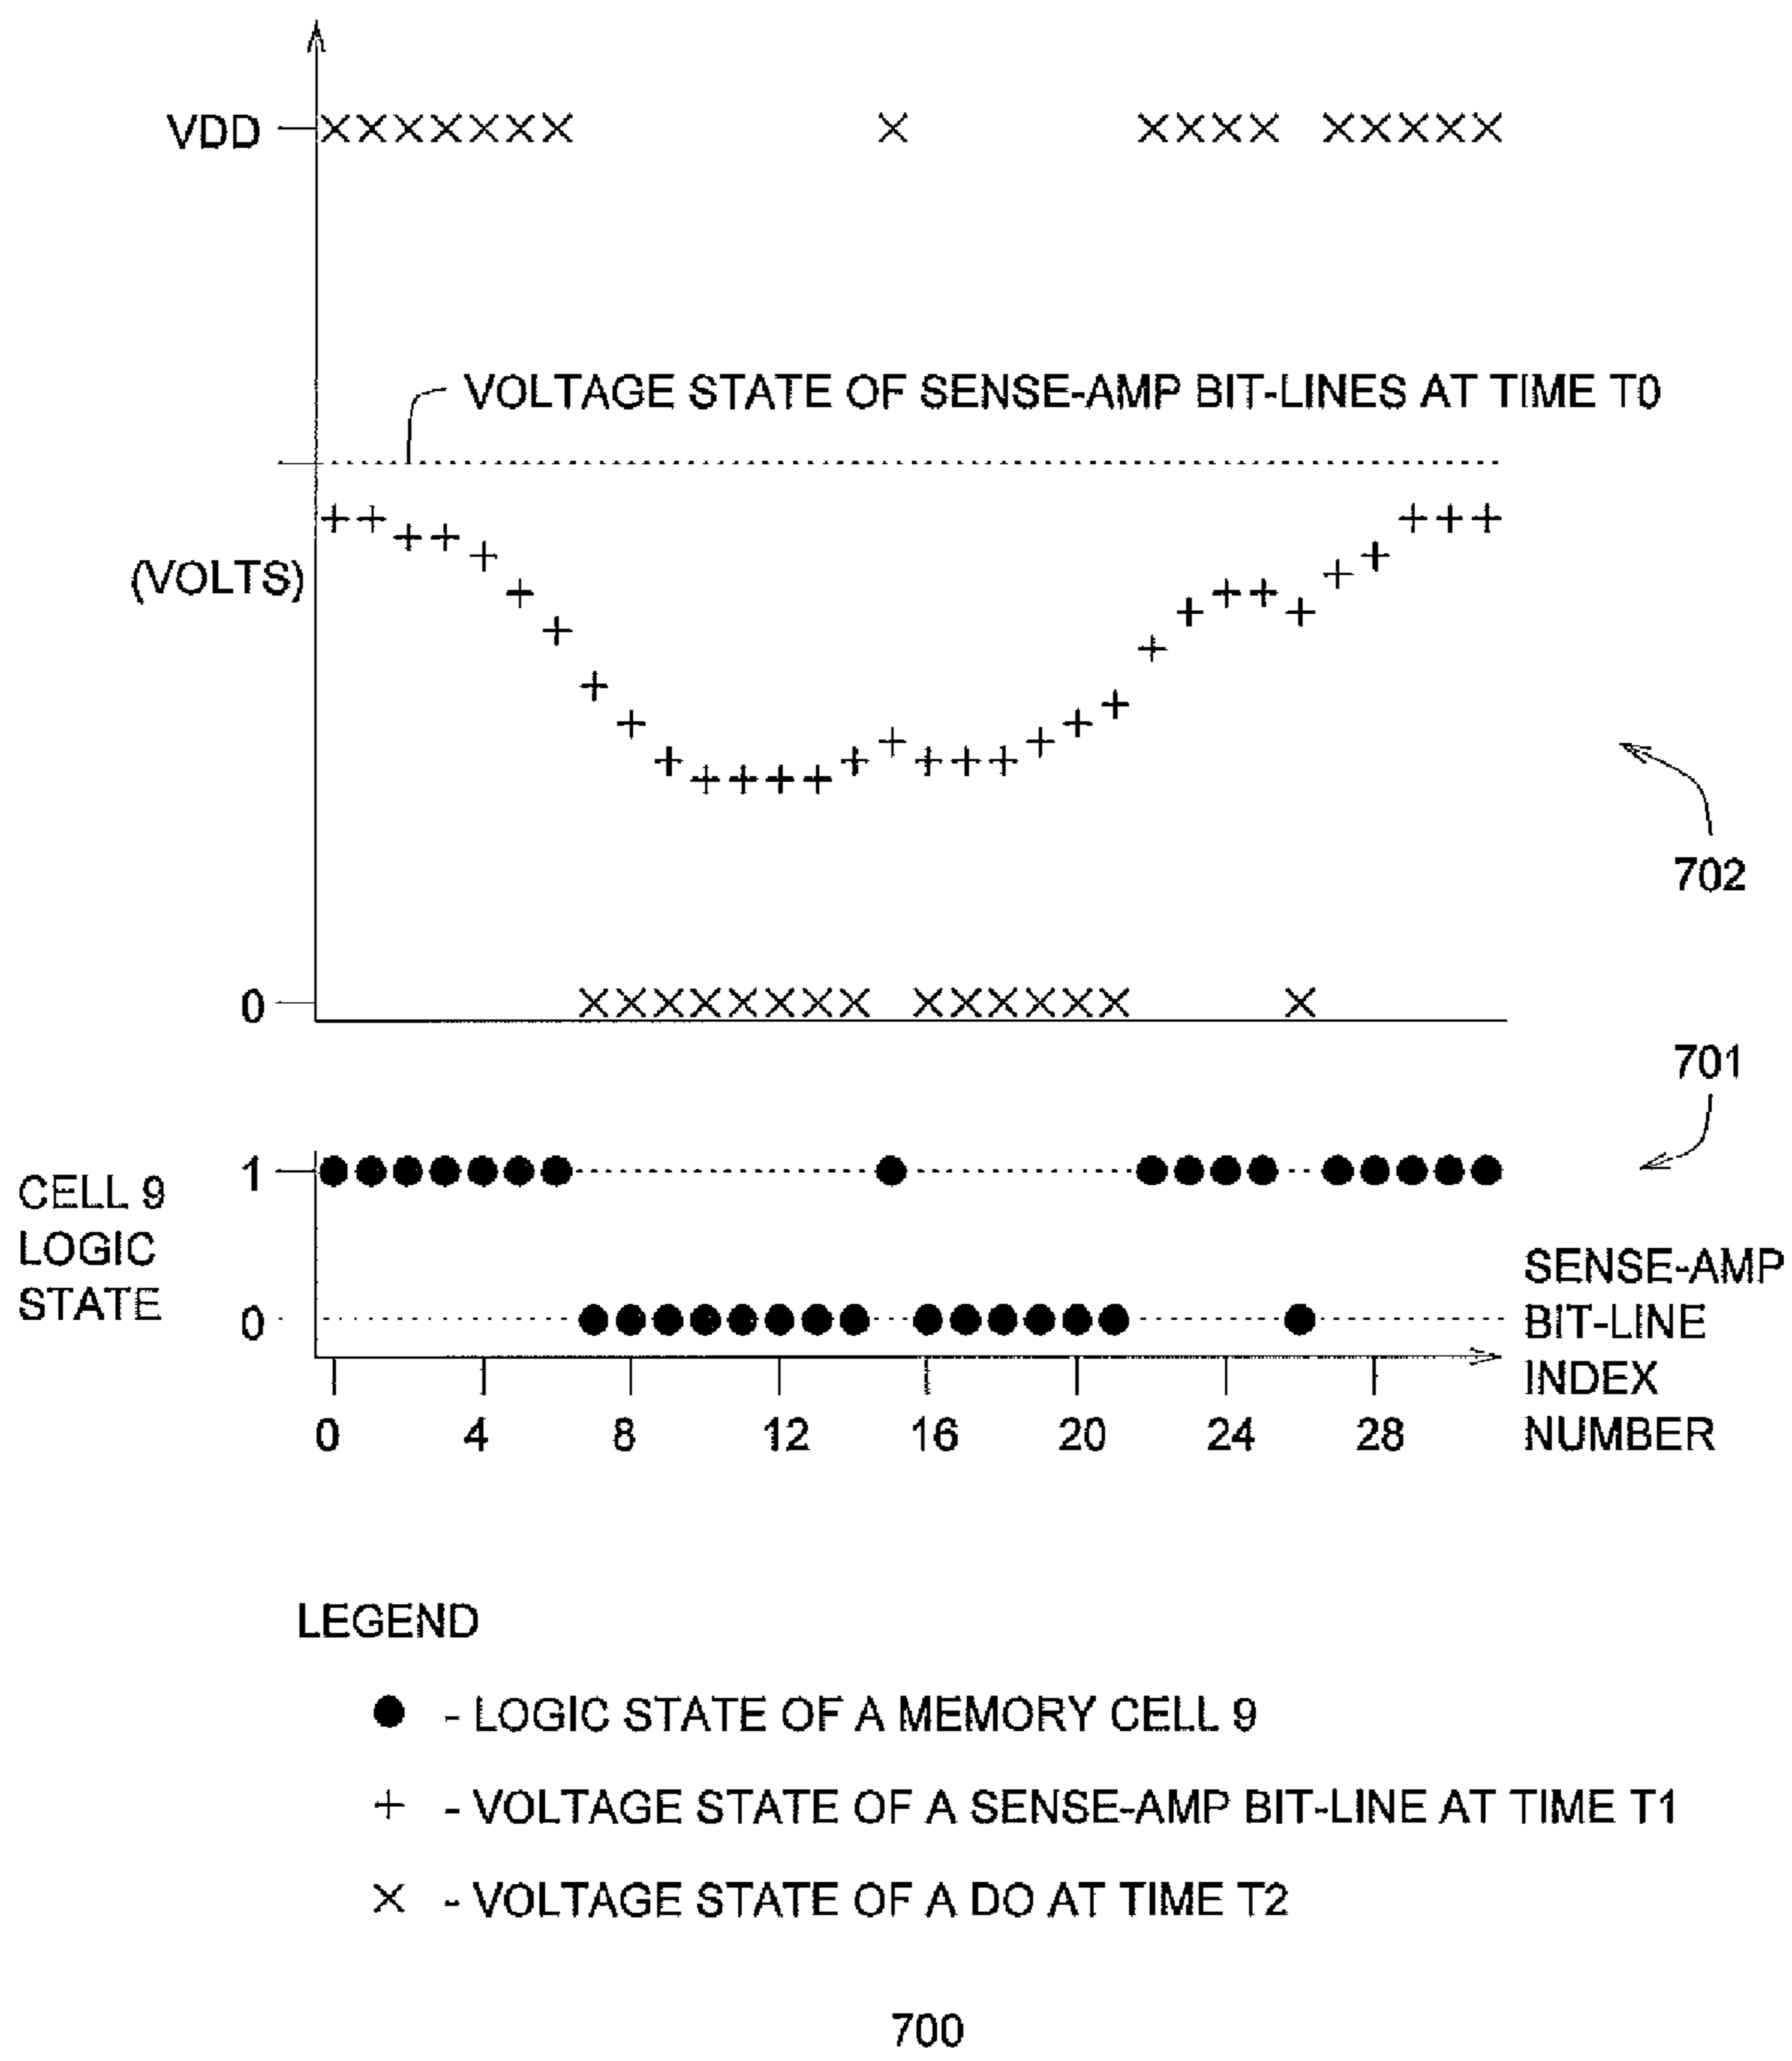 VDD
VOLTAGE STATE OF SENSE-AMP BIT-LINES AT TIME T0
(VOLTS)
702
0
701
1
CELL 9
LOGIC
STATE
0
SENSE-AMP
BIT-LINE
INDEX
NUMBER
0 4 8 12 16 20 24 28
LEGEND
- LOGIC STATE OF A MEMORY CELL 9
- VOLTAGE STATE OF A SENSE-AMP BIT-LINE AT TIME T1
- VOLTAGE STATE OF A DO AT TIME T2
700